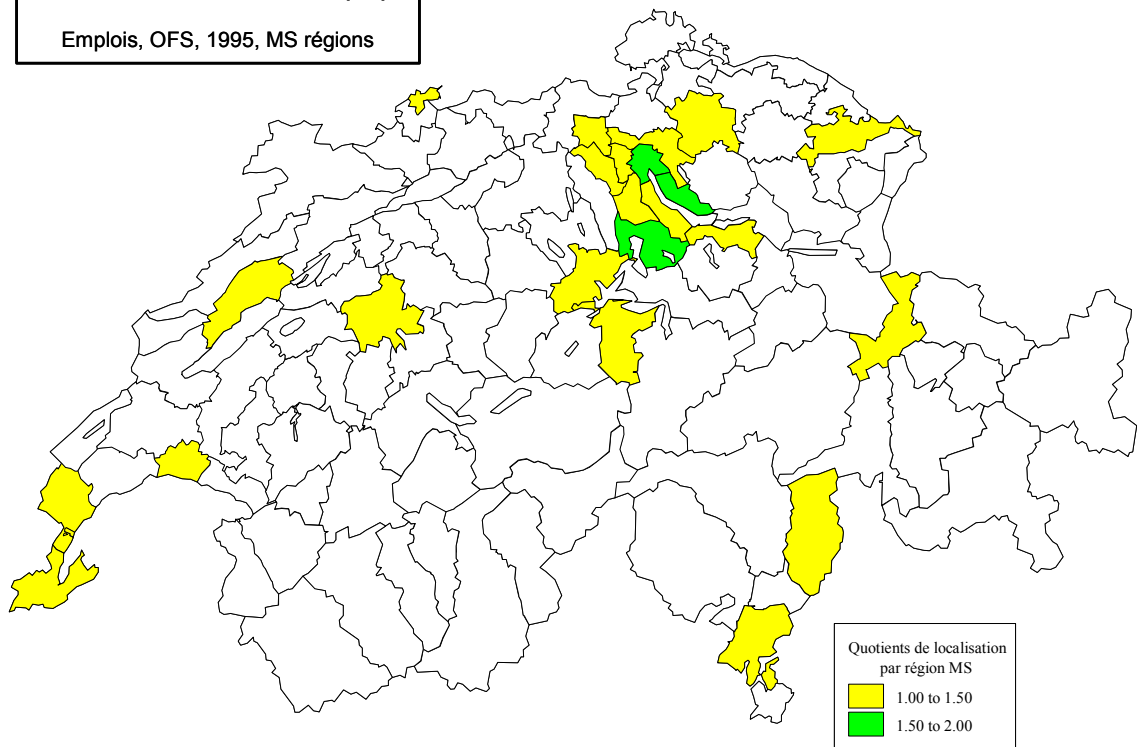 Emplois, OFS, 1995, MS régions
Quotients de localisation
par région MS
1.00 to 1.50
1.50 to 2.00